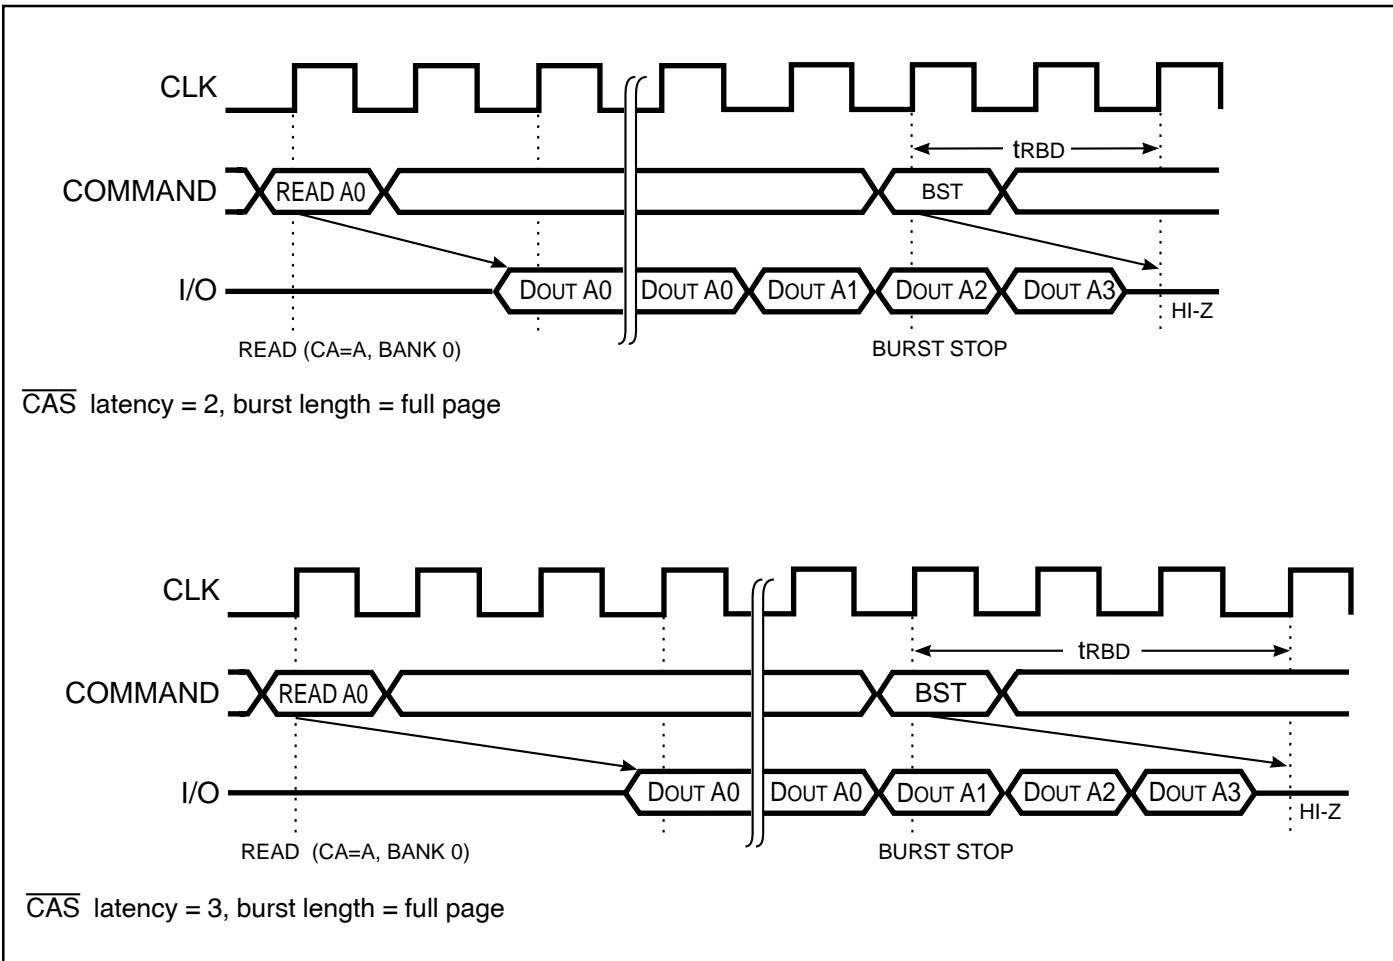 CLK
tRBD
COMMAND READ A0 BST
I/O DOUT A0 DOUT A0 DOUT A1 DOUT A2 DOUT A3
HI-Z
READ (CA=A, BANK 0) BURST STOP
CAS latency = 2, burst length = full page
CLK
tRBD
COMMAND READ A0 BST
I/O DOUT A0 DOUT A0 DOUT A1 DOUT A2 DOUT A3
HI-Z
READ (CA=A, BANK 0) BURST STOP
CAS latency = 3, burst length = full page